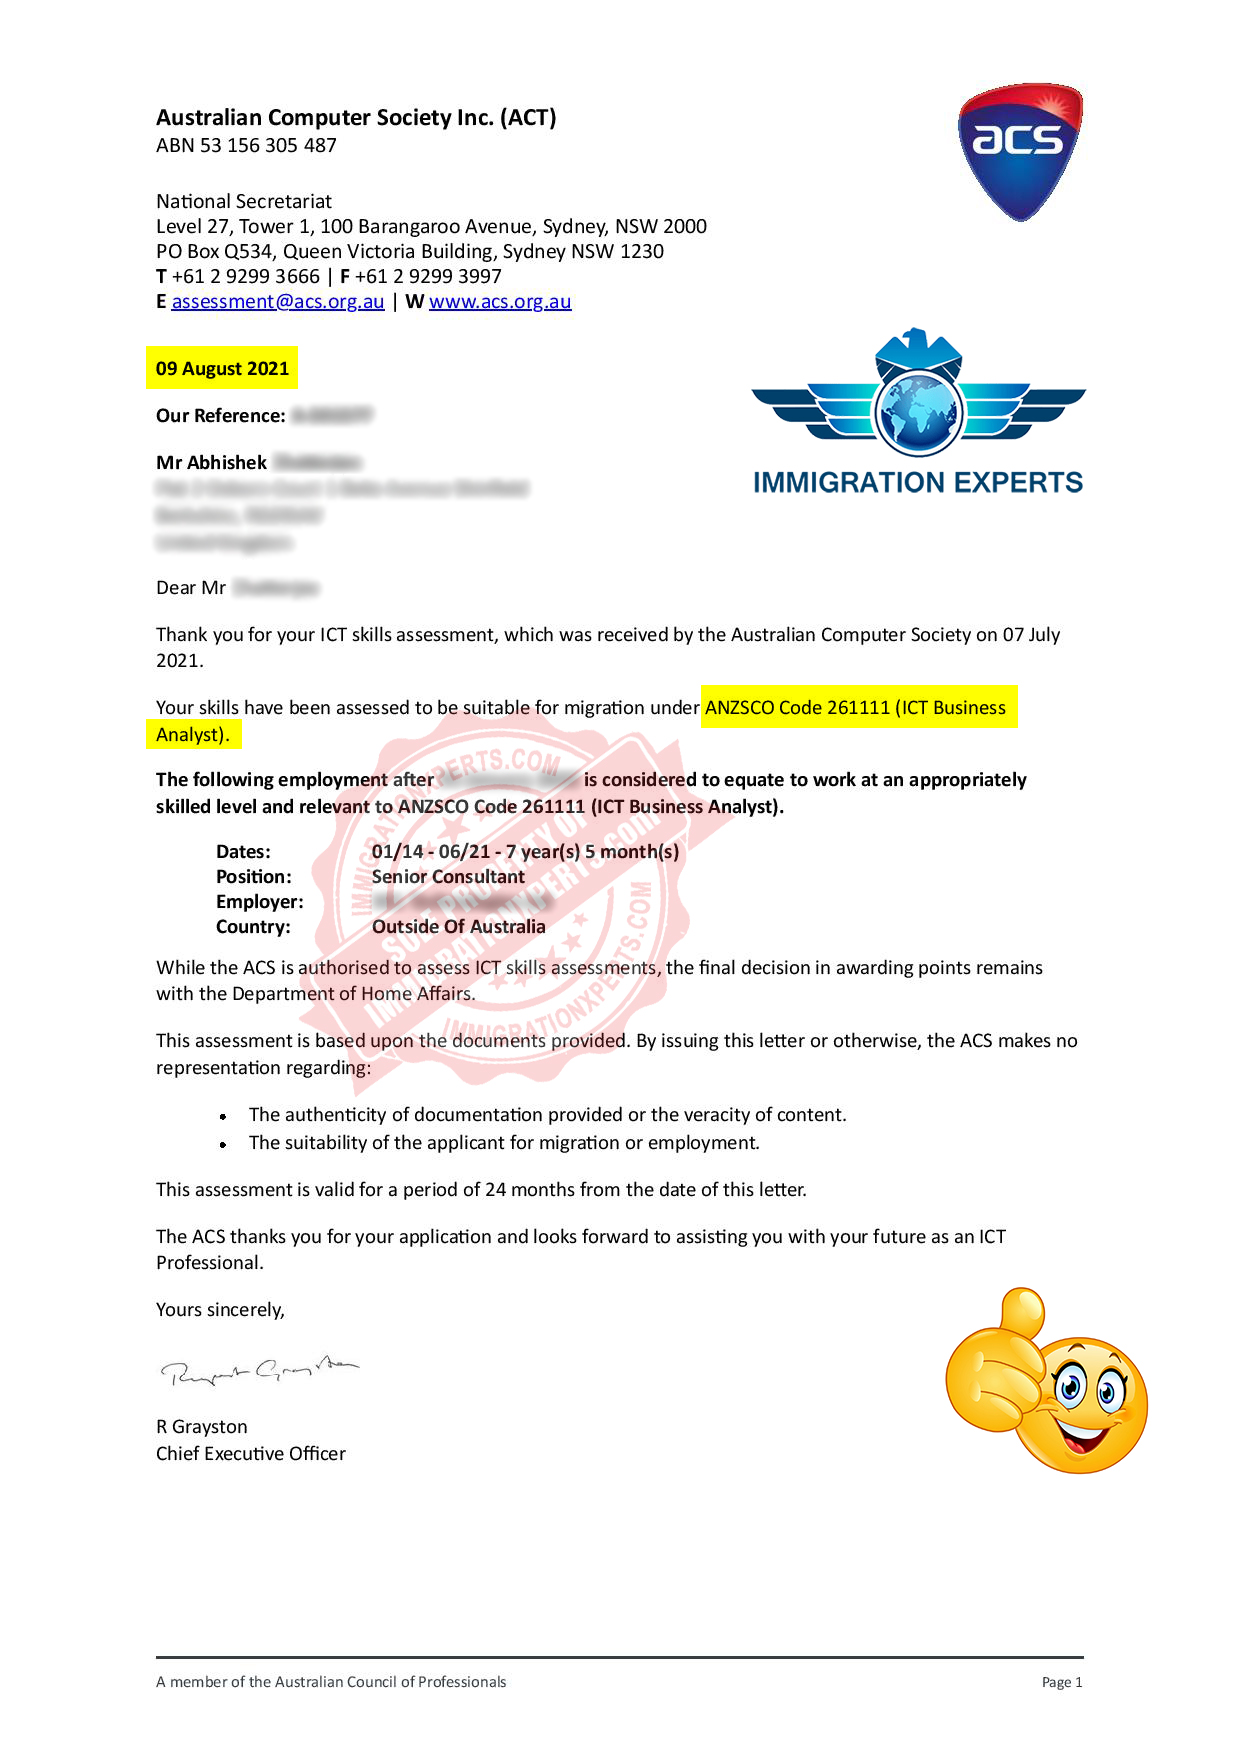 Australian Computer Society Inc. (ACT)
ABN 53 156 305 487
acs
National Secretariat
Level 27, Tower 1, 100 Barangaroo Avenue, Sydney, NSW 2000
PO Box Q534, Queen Victoria Building, Sydney NSW 1230
T +61 2 9299 3666 | F +61 2 9299 3997
E assessment@acs.org.au | W www.acs.org.au
09 August 2021
Our Reference:
IMMIGRATION EXPERTS
Mr Abhishek
Dear Mr
Thank you for your ICT skills assessment, which was received by the Australian Computer Society on 07 July
2021.
Your skills have been assessed to be suitable for migration under ANZSCO Code 261111 (ICT Business
Analyst).
The following employment after is considered to equate to work at an appropriately
skilled level and relevant to ANZSCO Code 261111 (ICT Business Analyst).
Dates: 01/14 - 06/21 - 7 year(s) 5 month(s)
Position: Senior Consultant
Employer:
Country: Outside Of Australia
IMMIGRATIONXPERTS.COM
SOLE PROPERTY OF
IMMIGRATIONXPERTS.com
IMMIGRATIONXPERTS.COM
While the ACS is authorised to assess ICT skills assessments, the final decision in awarding points remains
with the Department of Home Affairs.
This assessment is based upon the documents provided. By issuing this letter or otherwise, the ACS makes no
representation regarding:
• The authenticity of documentation provided or the veracity of content.
• The suitability of the applicant for migration or employment.
This assessment is valid for a period of 24 months from the date of this letter.
The ACS thanks you for your application and looks forward to assisting you with your future as an ICT
Professional.
Yours sincerely,
R Grayston
Chief Executive Officer
A member of the Australian Council of Professionals Page 1